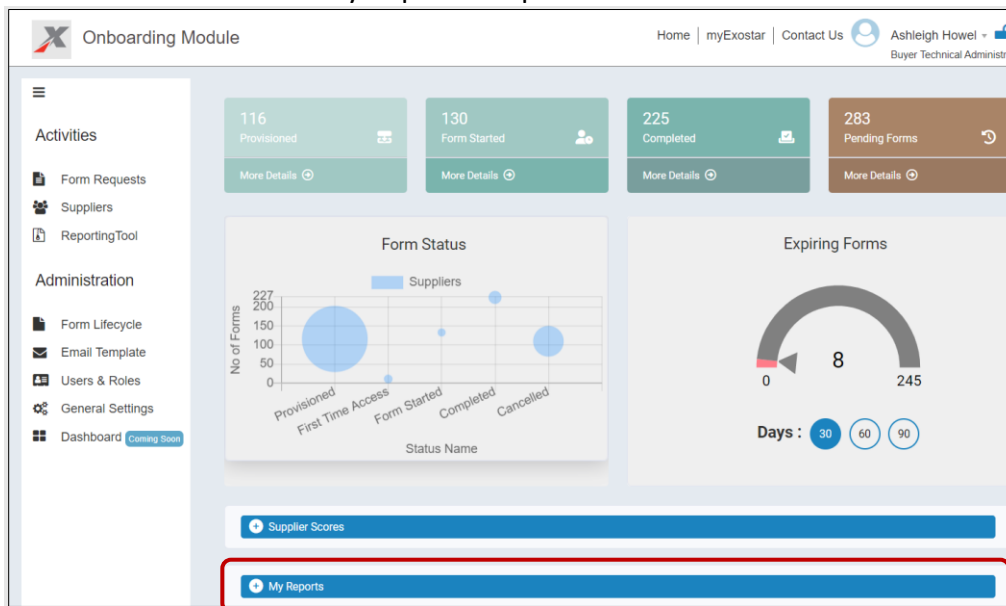 Onboarding Module
Home | myExostar | Contact Us
Ashleigh Howel
Buyer Technical Administ
Activities
Form Requests
Suppliers
ReportingTool
Administration
Form Lifecycle
Email Template
Users & Roles
General Settings
Dashboard Coming Soon
116
Provisioned
More Details
130
Form Started
More Details
225
Completed
More Details
283
Pending Forms
More Details
Form Status
Suppliers
No of Forms
227
200
150
100
50
0
Provisioned
First Time Access
Form Started
Completed
Cancelled
Status Name
Expiring Forms
8
0
245
Days : 30 60 90
Supplier Scores
My Reports